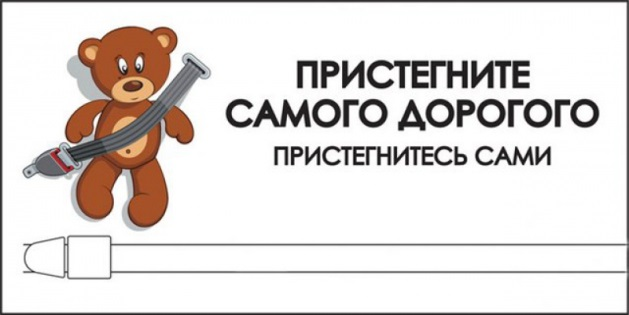 ПРИСТЕГНИТЕ
САМОГО ДОРОГОГО
ПРИСТЕГНИТЕСЬ САМИ